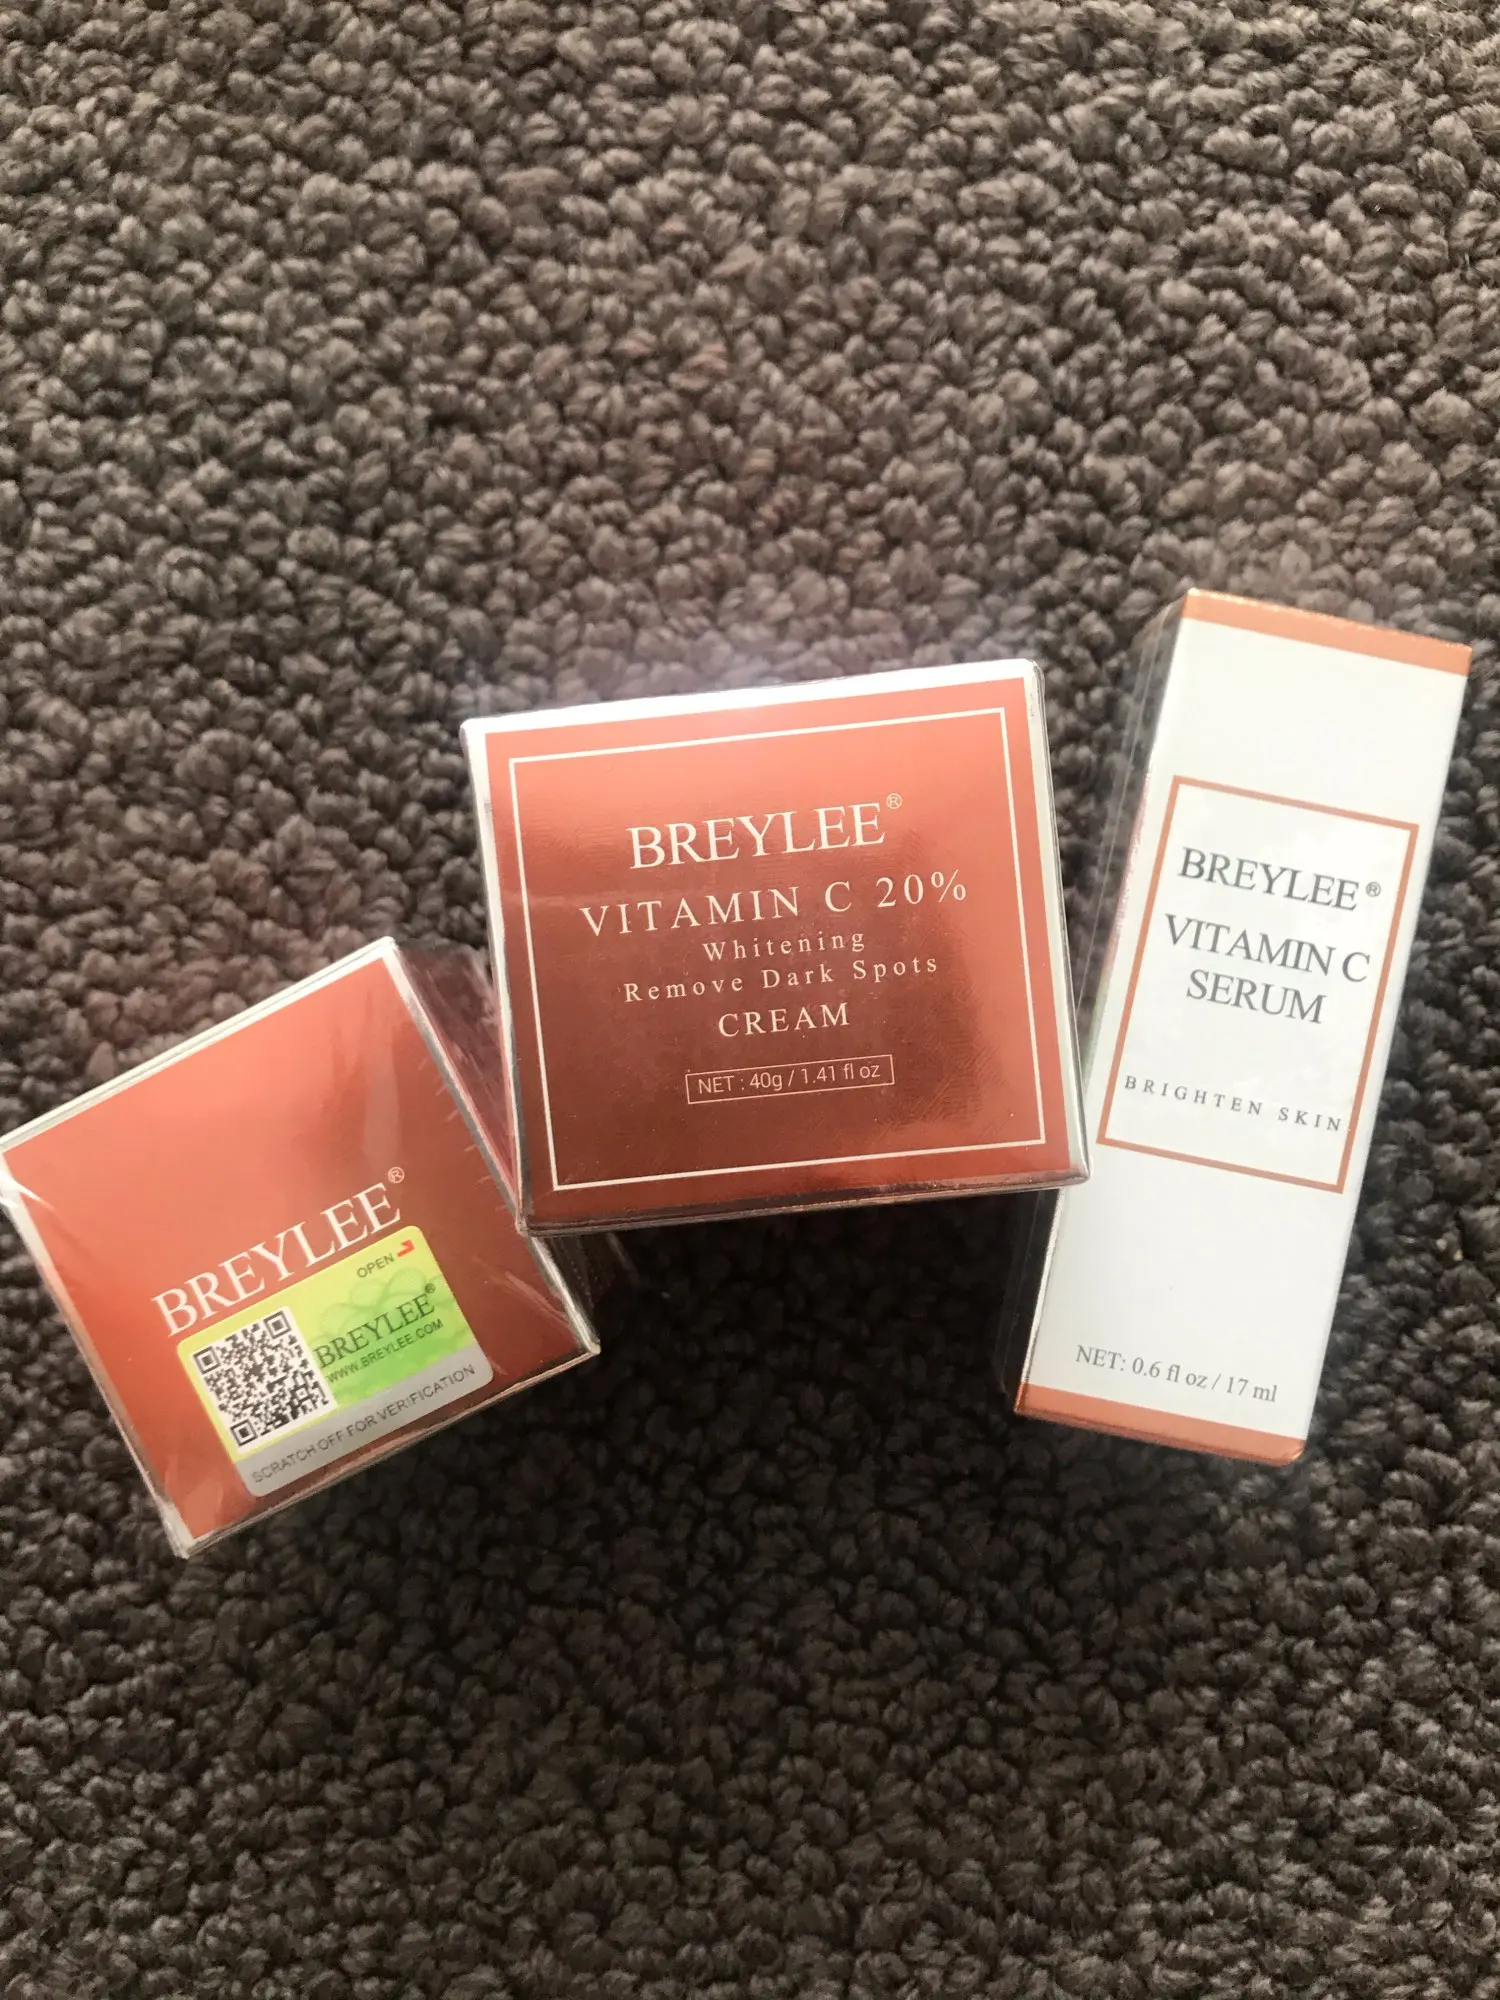 BREYLEE®
OPEN
BREYLEE®
WWW.BREYLEE.COM
SCRATCH OFF FOR VERIFICATION
BREYLEE®
VITAMIN C 20%
Whitening
Remove Dark Spots
CREAM
NET : 40g / 1.41 fl oz
BREYLEE®
VITAMIN C
SERUM
BRIGHTEN SKIN
NET: 0.6 fl oz / 17 ml